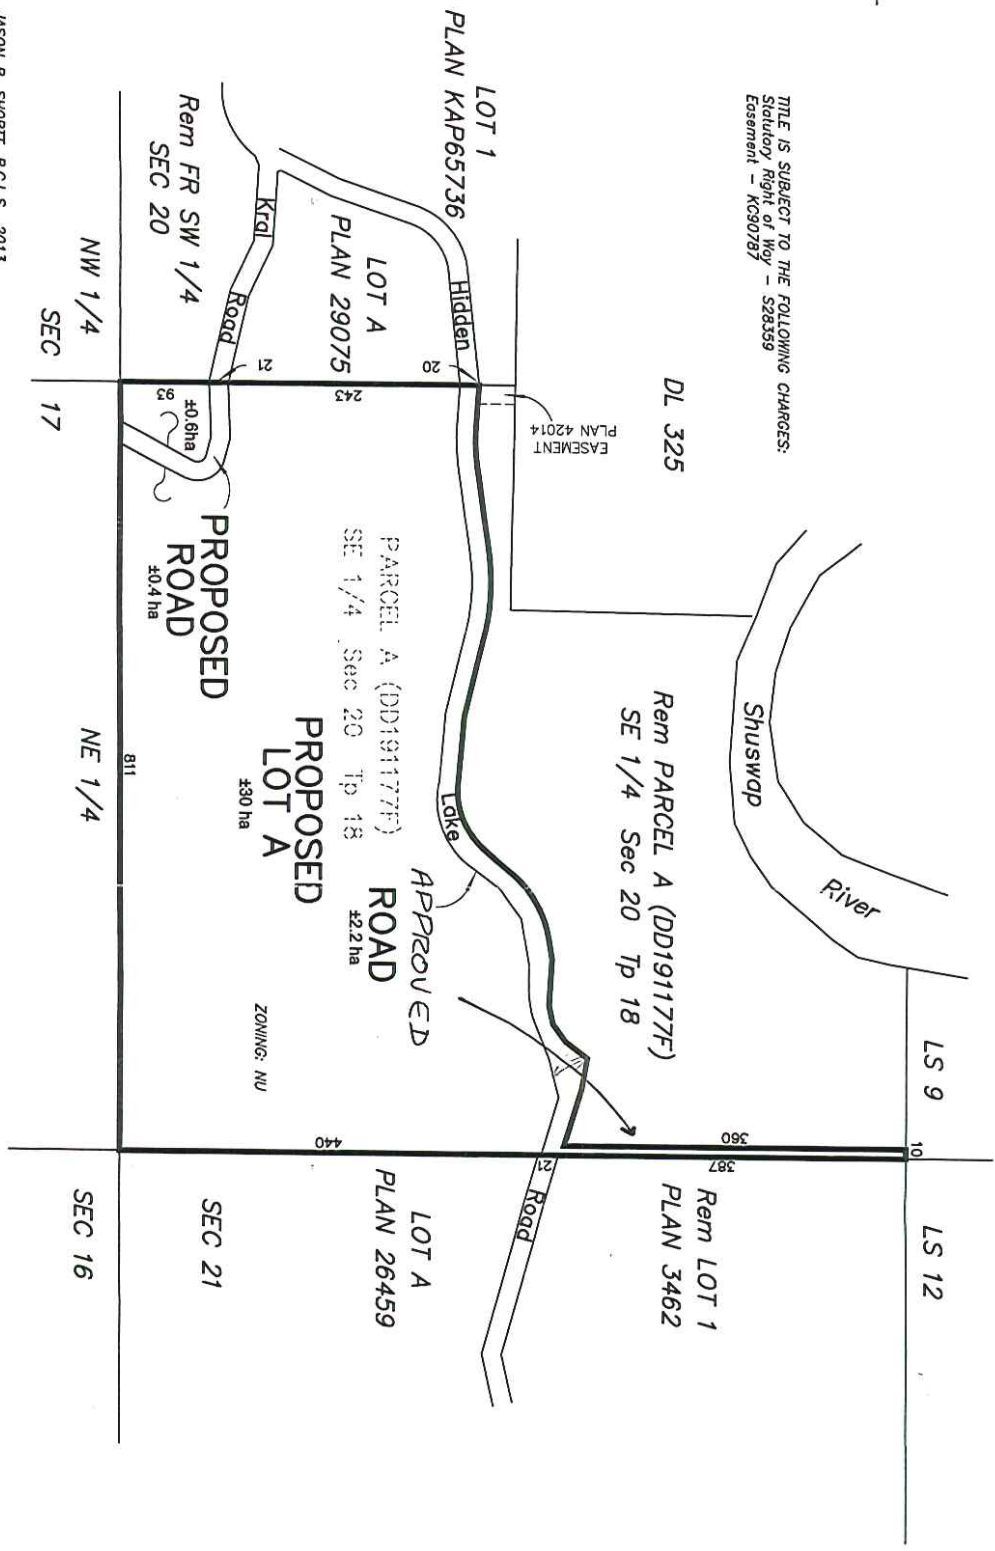 TITLE IS SUBJECT TO THE FOLLOWING CHARGES:
Statutory Right of Way - S28359
Easement - KC90787
Shuswap
River
LS 9
LS 12
DL 325
Rem PARCEL A (DD191177F)
SE 1/4 Sec 20 Tp 18
10
360
387
Rem LOT 1
PLAN 3462
EASEMENT
PLAN 42014
LOT 1
PLAN KAP65736
Hidden
20
Lake
Road
21
APPROVED
ROAD
±2.2 ha
LOT A
PLAN 29075
243
PARCEL A (DD191177F)
SE 1/4 Sec 20 Tp 18
PROPOSED
LOT A
±30 ha
440
LOT A
PLAN 26459
ZONING: NU
Kral
Road
21
Rem FR SW 1/4
SEC 20
93
±0.6ha
PROPOSED
ROAD
±0.4 ha
SEC 21
811
NW 1/4
NE 1/4
SEC 17
SEC 16
JASON R. SHORTT, B.C.L.S. 2013